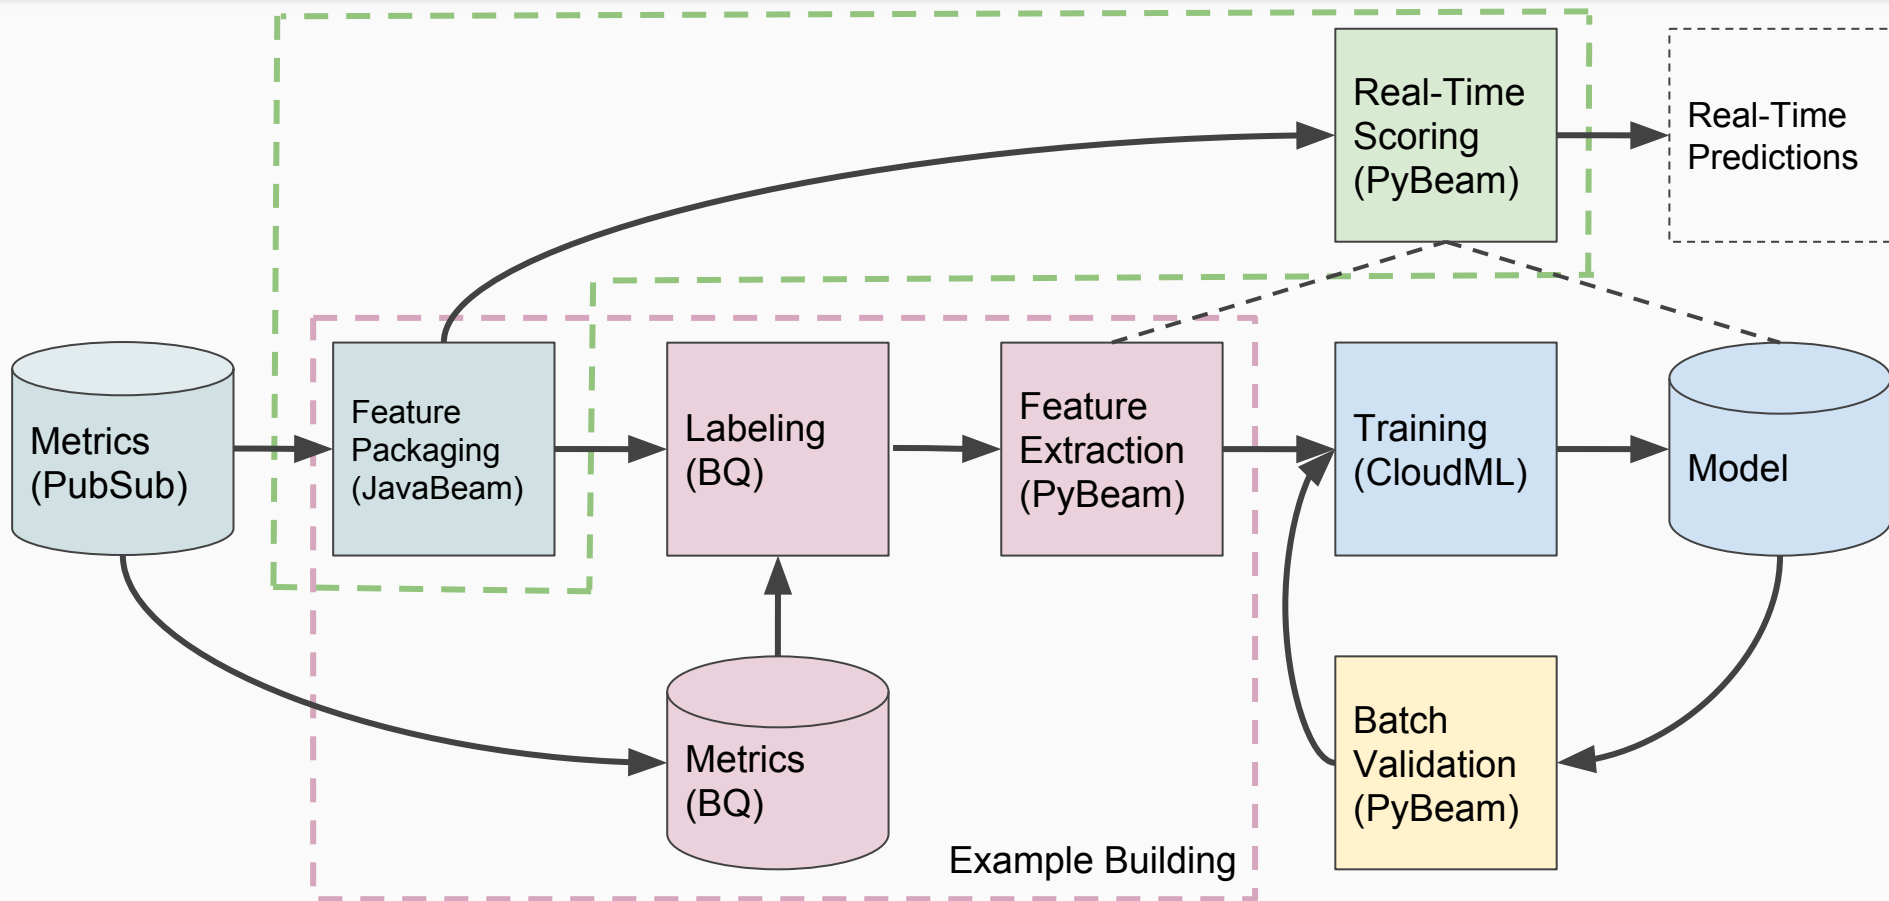 Real-Time
Scoring
(PyBeam)
Real-Time
Predictions
Metrics
(PubSub)
Feature
Packaging
(JavaBeam)
Labeling
(BQ)
Feature
Extraction
(PyBeam)
Training
(CloudML)
Model
Metrics
(BQ)
Batch
Validation
(PyBeam)
Example Building